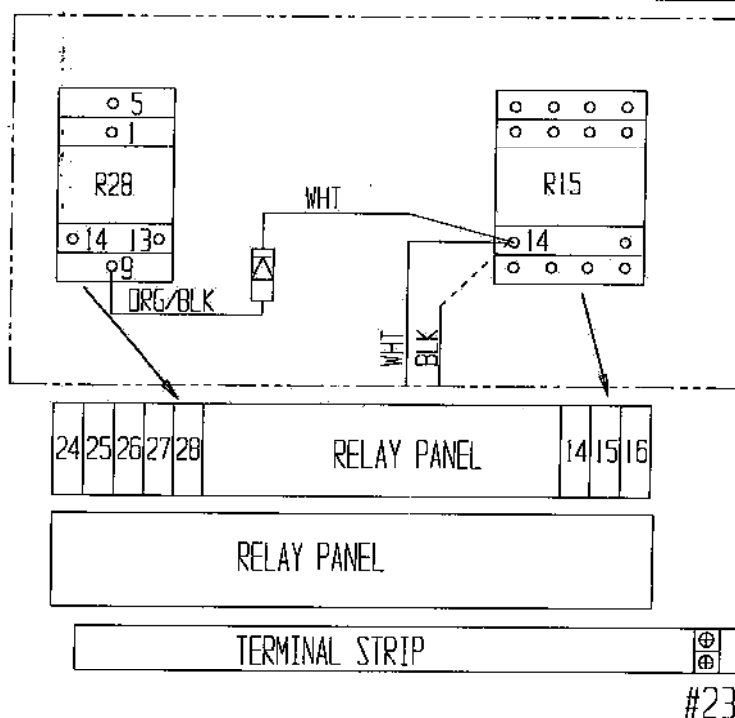 5
1
R28
14 13
9
ORG/BLK
WHT
R15
14
WHT
BLK
24 25 26 27 28 RELAY PANEL 14 15 16
RELAY PANEL
TERMINAL STRIP
#23